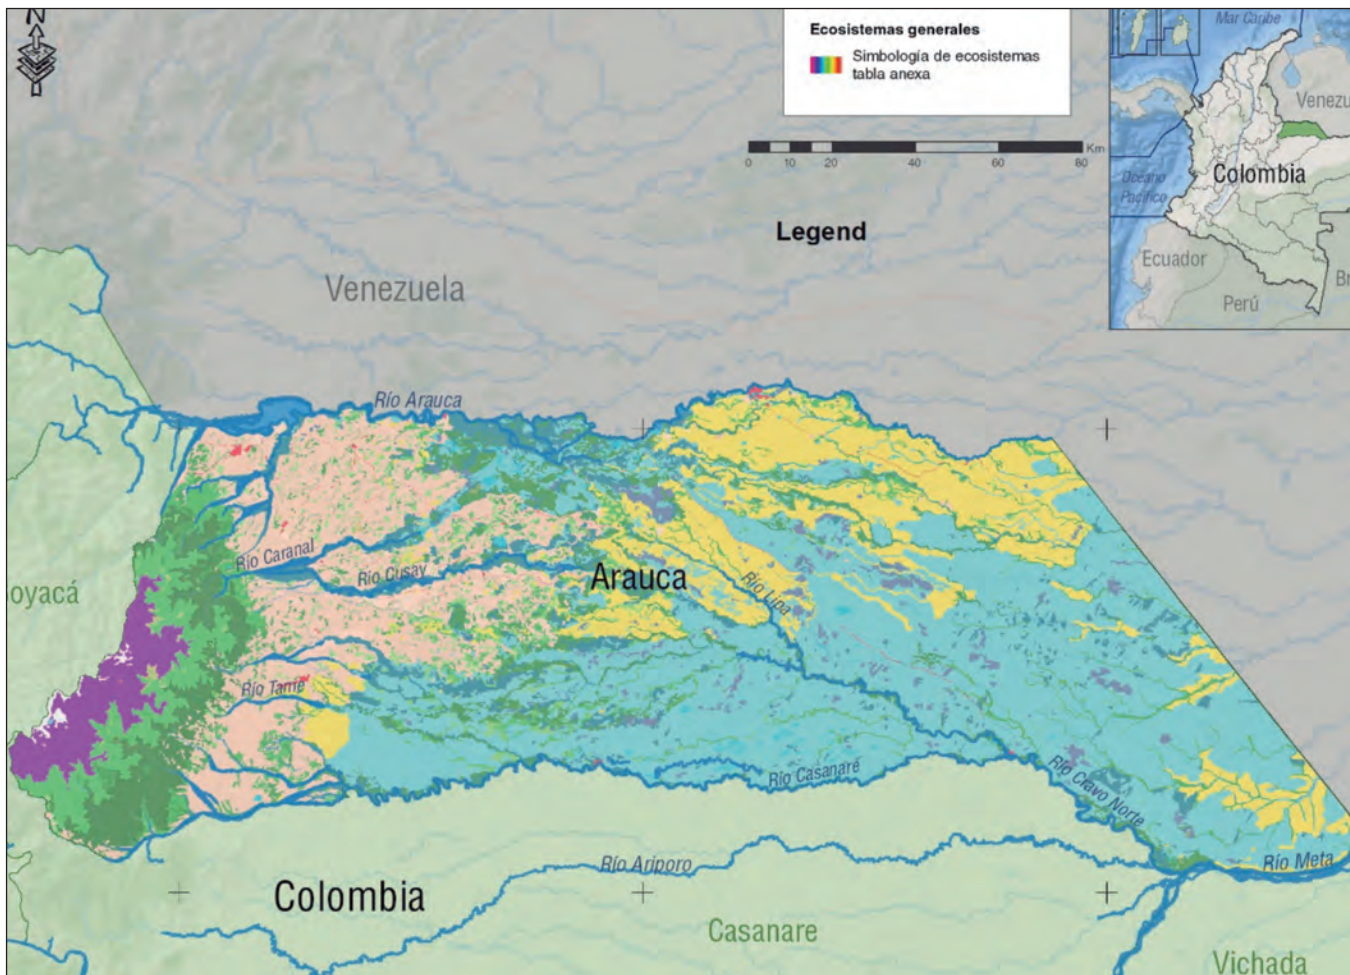 N
Ecosistemas generales
Simbología de ecosistemas
tabla anexa
0 10 20 40 60 80 Km
Legend
Mar Caribe
Colombia
Océano
Pacífico
Ecuador
Perú
Venezuela
Río Arauca
Río Caranal
Río Cusay
Arauca
Río Lipa
Río Tame
Río Casanaré
Río Cravo Norte
Río Meta
Río Ariporo
Colombia
Casanare
Vichada
oyacá
Venezu
Br